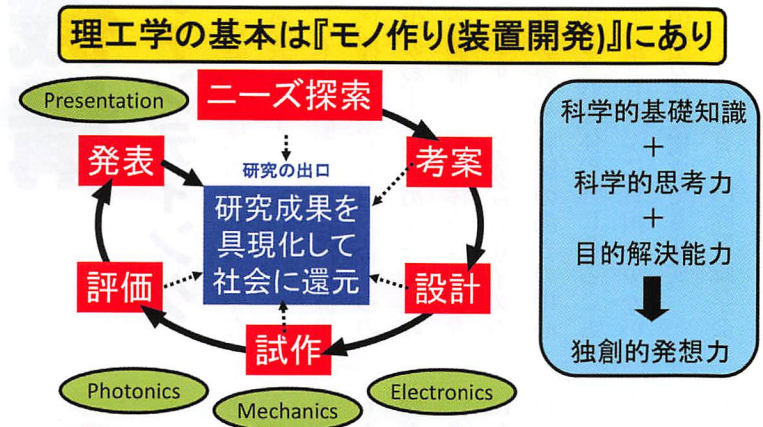 理工学の基本は『モノ作り(装置開発)』にあり
Presentation
ニーズ探索
発表
考案
研究の出口
研究成果を
具現化して
社会に還元
評価
設計
試作
Photonics
Mechanics
Electronics
科学的基礎知識
+
科学的思考力
+
目的解決能力
独創的発想力